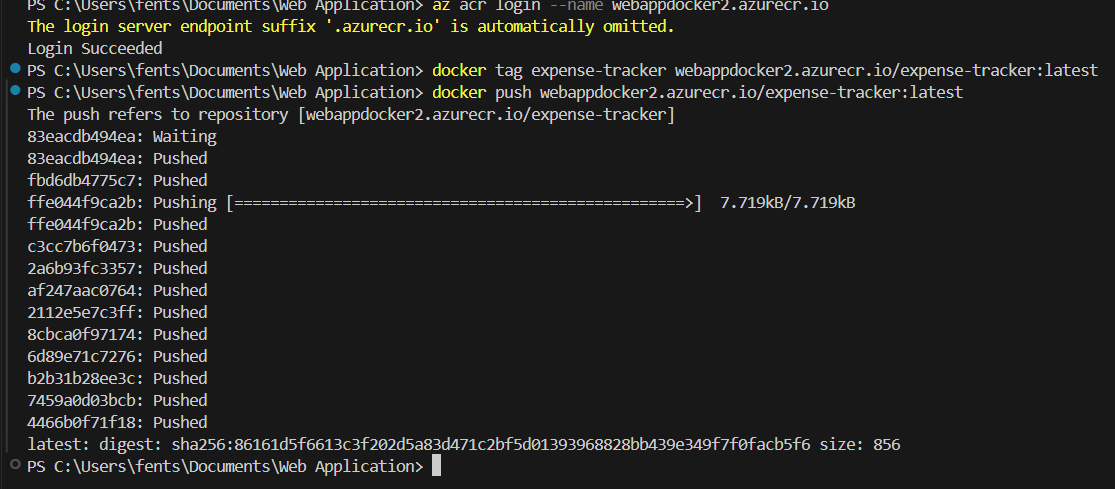 PS C:\Users\fents\Documents\Web Application> az acr login --name webappdocker2.azurecr.io
The login server endpoint suffix '.azurecr.io' is automatically omitted.
Login Succeeded
PS C:\Users\fents\Documents\Web Application> docker tag expense-tracker webappdocker2.azurecr.io/expense-tracker:latest
PS C:\Users\fents\Documents\Web Application> docker push webappdocker2.azurecr.io/expense-tracker:latest
The push refers to repository [webappdocker2.azurecr.io/expense-tracker]
83eacdb494ea: Waiting
83eacdb494ea: Pushed
fbd6db4775c7: Pushed
ffe044f9ca2b: Pushing [==================================================>]  7.719kB/7.719kB
ffe044f9ca2b: Pushed
c3cc7b6f0473: Pushed
2a6b93fc3357: Pushed
af247aac0764: Pushed
2112e5e7c3ff: Pushed
8cbca0f97174: Pushed
6d89e71c7276: Pushed
b2b31b28ee3c: Pushed
7459a0d03bcb: Pushed
4466b0f71f18: Pushed
latest: digest: sha256:86161d5f6613c3f202d5a83d471c2bf5d01393968828bb439e349f7f0facb5f6 size: 856
PS C:\Users\fents\Documents\Web Application>